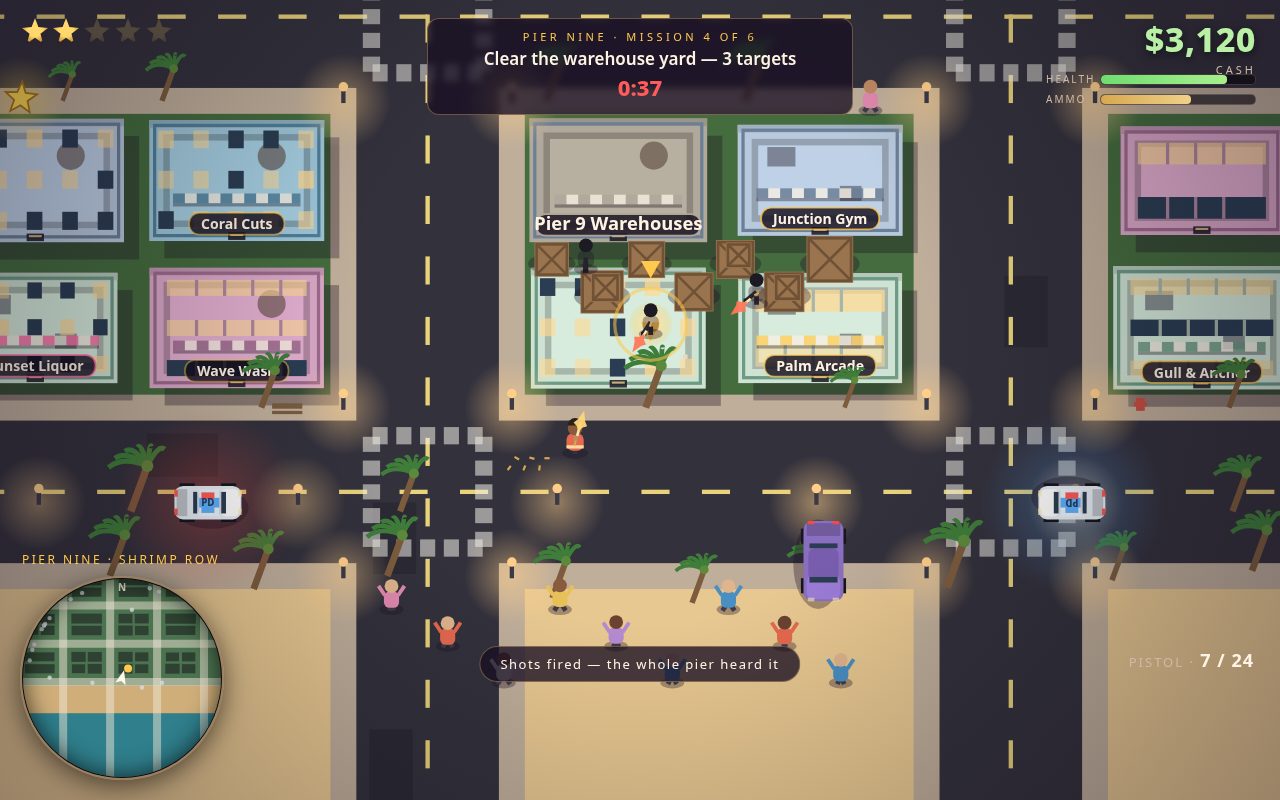 PIER NINE · MISSION 4 OF 6
Clear the warehouse yard — 3 targets
0:37
$3,120
CASH
HEALTH
AMMO
Coral Cuts
Pier 9 Warehouses
Junction Gym
unset Liquor
Wave Wash
Palm Arcade
Gull & Anchor
PD
PD
PIER NINE · SHRIMP ROW
N
Shots fired — the whole pier heard it
PISTOL · 7 / 24